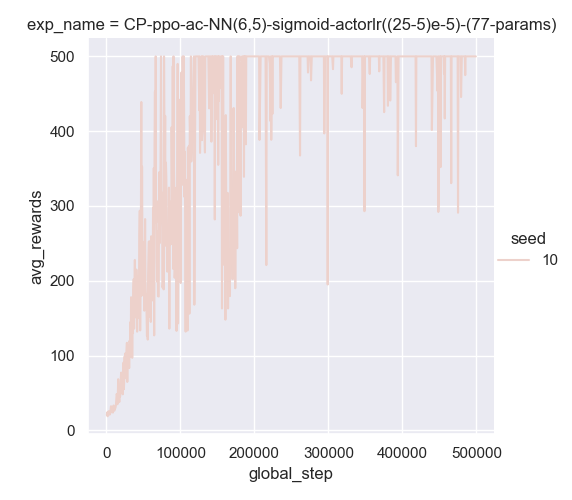 exp_name = CP-ppo-ac-NN(6,5)-sigmoid-actorlr((25-5)e-5)-(77-params)
500
400
300
200
100
0
avg_rewards
seed
10
0 100000 200000 300000 400000 500000
global_step